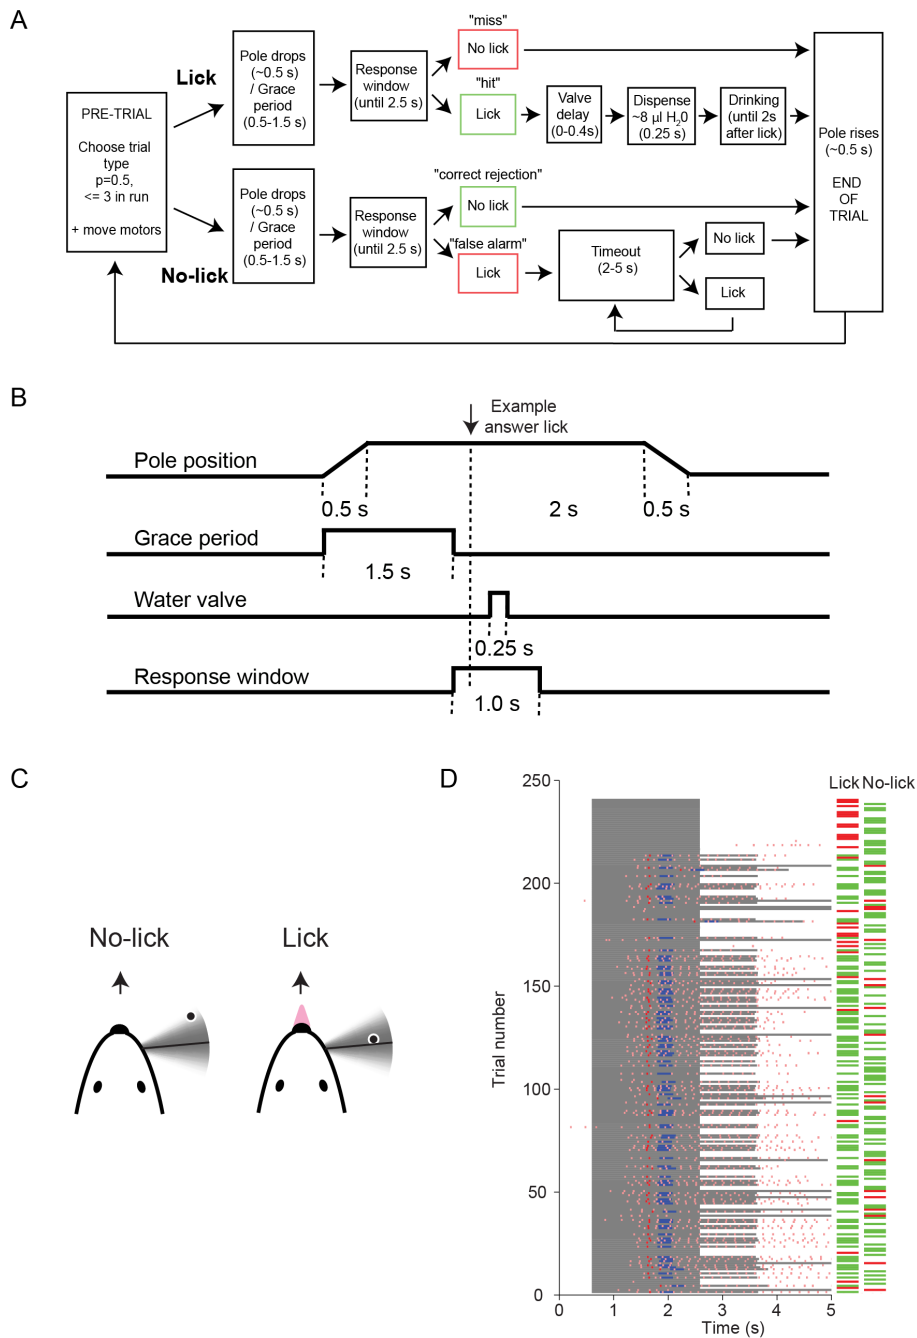 A
PRE-TRIAL
Choose trial
type
p=0.5,
<= 3 in run
+ move motors
Lick
No-lick
Pole drops
(~0.5 s)
/ Grace
period
(0.5-1.5 s)
Response
window
(until 2.5 s)
"miss"
No lick
"hit"
Lick
Valve
delay
(0-0.4s)
Dispense
~8 µl H₂0
(0.25 s)
Drinking
(until 2s
after lick)
Pole drops
(~0.5 s)
/ Grace
period
(0.5-1.5 s)
Response
window
(until 2.5 s)
"correct rejection"
No lick
"false alarm"
Lick
Timeout
(2-5 s)
No lick
Lick
Pole rises
(~0.5 s)
END
OF
TRIAL
B
Example
answer lick
Pole position
0.5 s
2 s
0.5 s
Grace period
1.5 s
Water valve
0.25 s
Response window
1.0 s
C
No-lick
Lick
D
Lick No-lick
250
200
150
100
50
0
Trial number
0 1 2 3 4 5
Time (s)